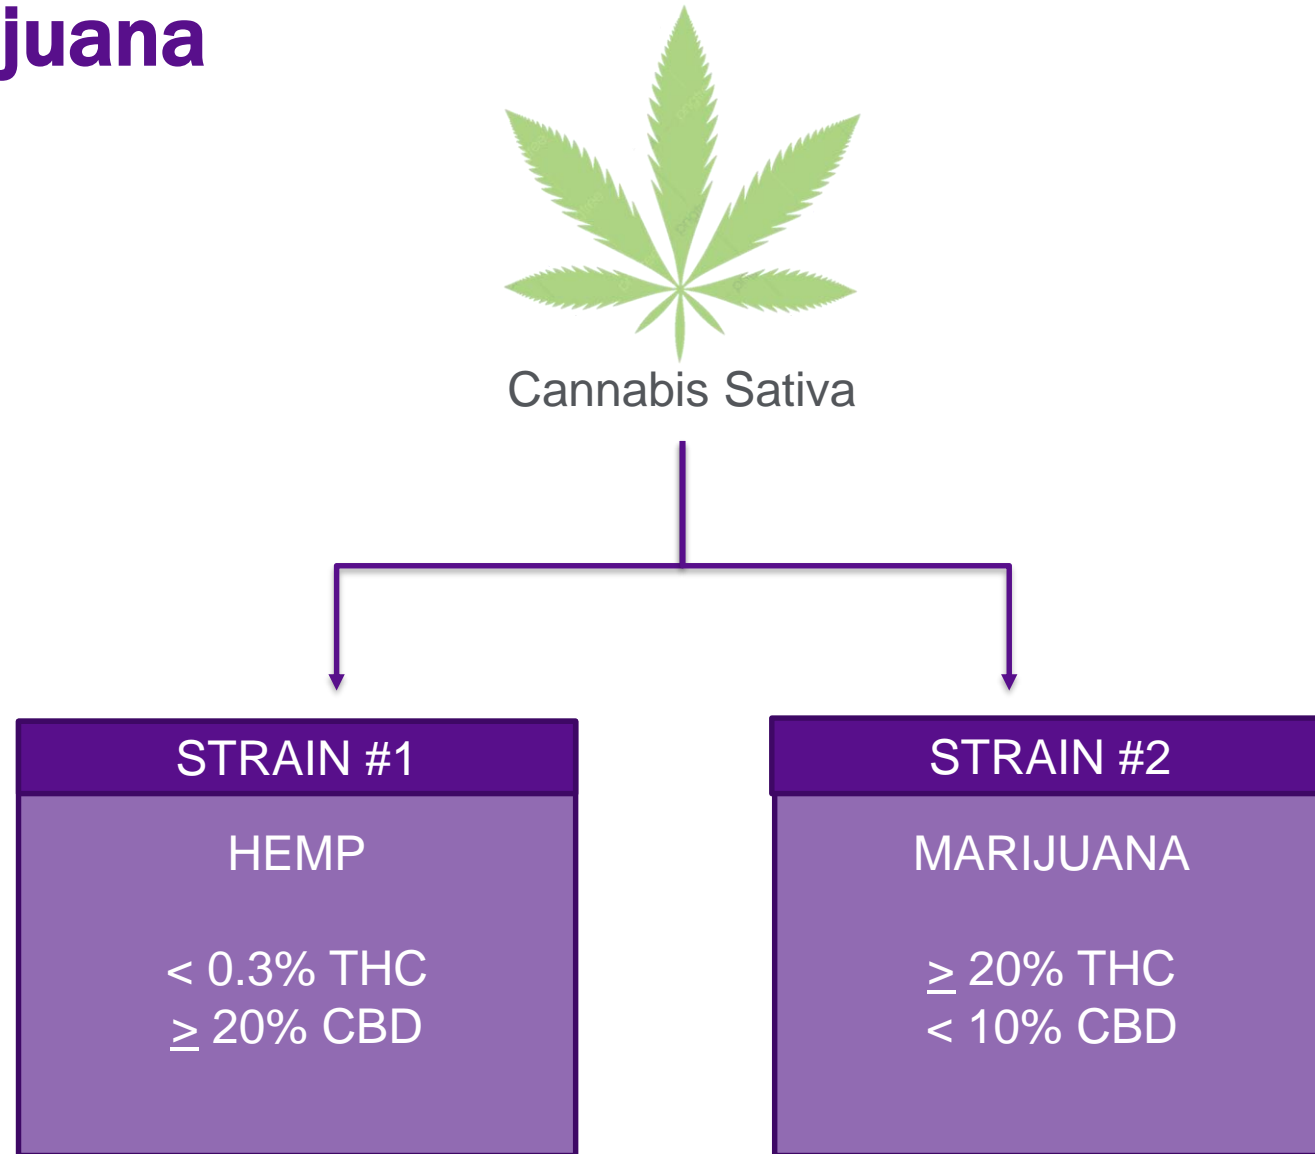 juana
Cannabis Sativa
STRAIN #1
HEMP
< 0.3% THC
≥ 20% CBD
STRAIN #2
MARIJUANA
≥ 20% THC
< 10% CBD